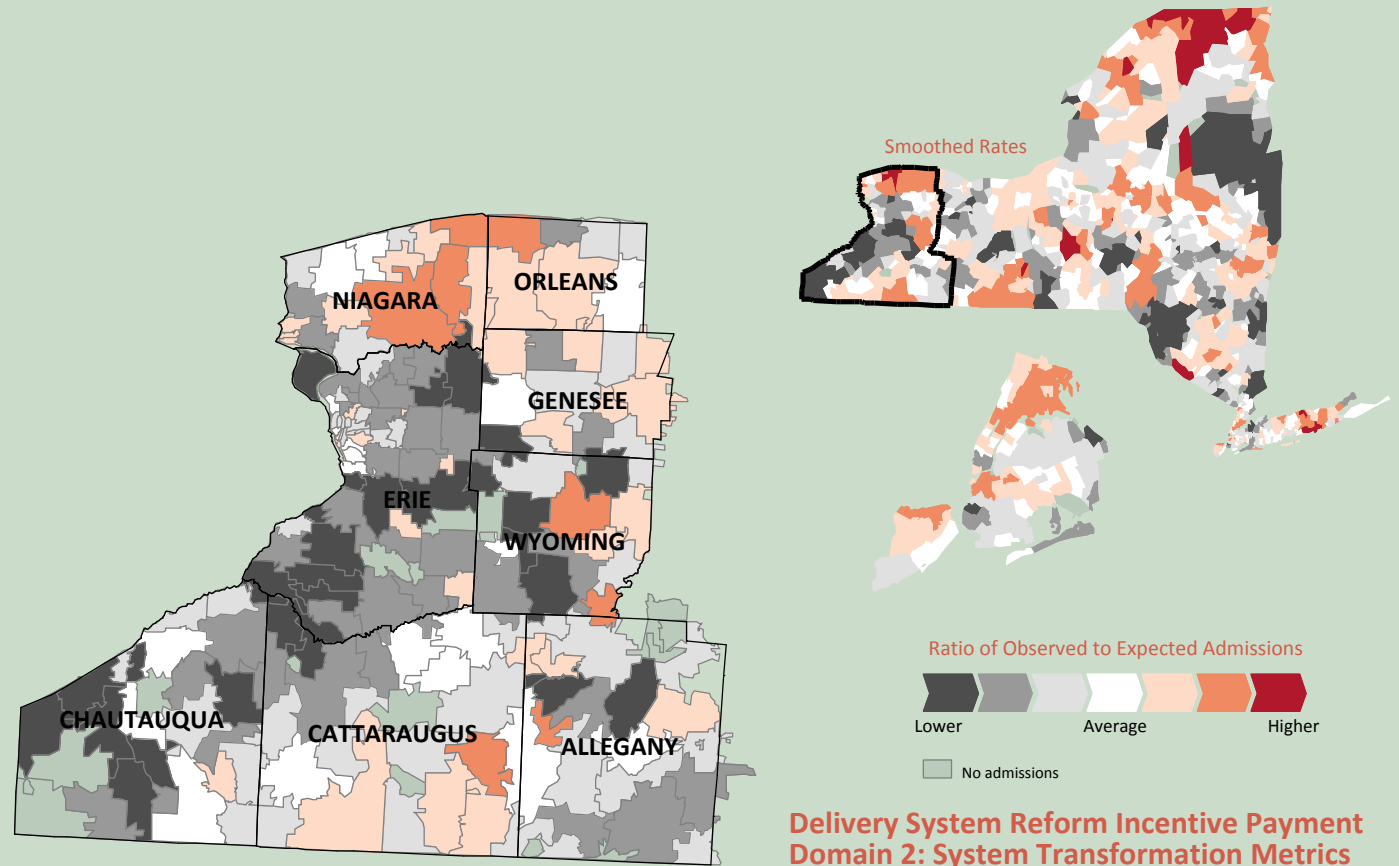 Smoothed Rates
NIAGARA
ORLEANS
GENESEE
ERIE
WYOMING
CHAUTAUQUA
CATTARAUGUS
ALLEGANY
Ratio of Observed to Expected Admissions
Lower Average Higher
No admissions
Delivery System Reform Incentive Payment
Domain 2: System Transformation Metrics